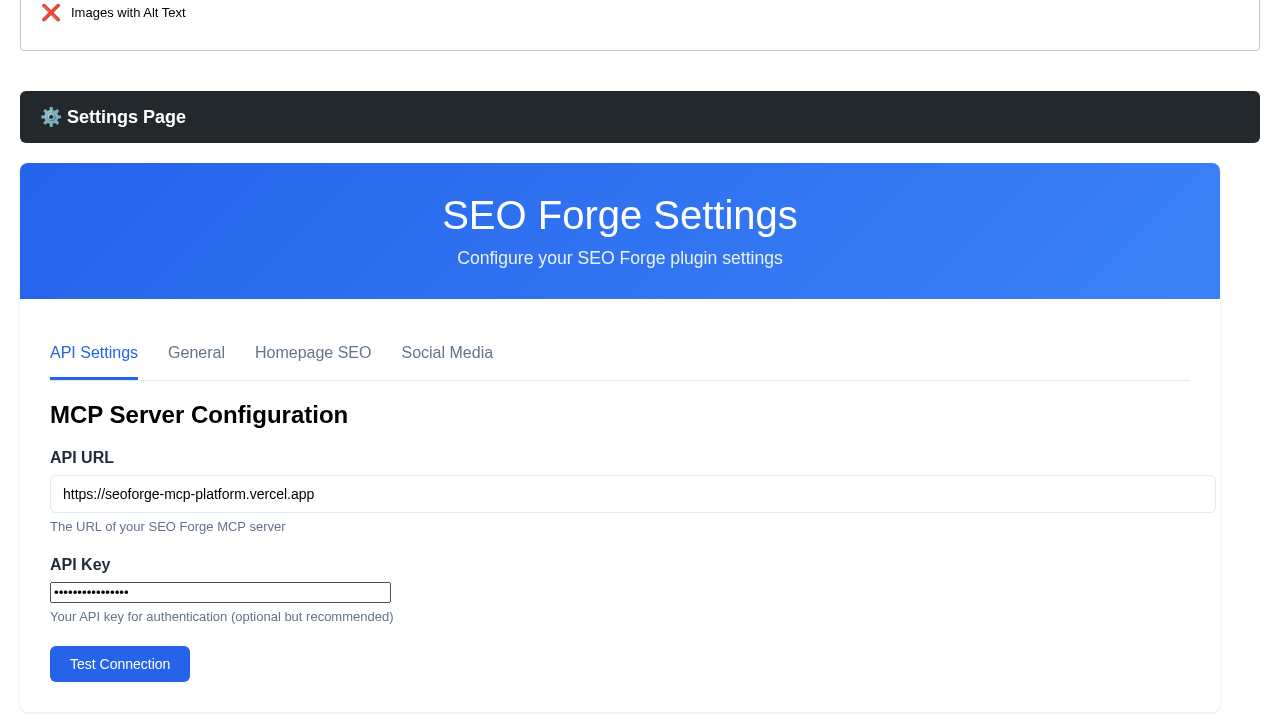 ❌ Images with Alt Text
⚙️ Settings Page
SEO Forge Settings
Configure your SEO Forge plugin settings
API Settings General Homepage SEO Social Media
MCP Server Configuration
API URL
https://seoforge-mcp-platform.vercel.app
The URL of your SEO Forge MCP server
API Key
••••••••••••••••
Your API key for authentication (optional but recommended)
Test Connection